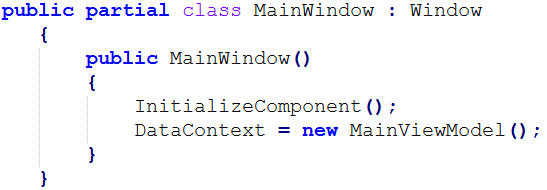 public partial class MainWindow : Window
{
public MainWindow()
{
InitializeComponent();
DataContext = new MainViewModel();
}
}